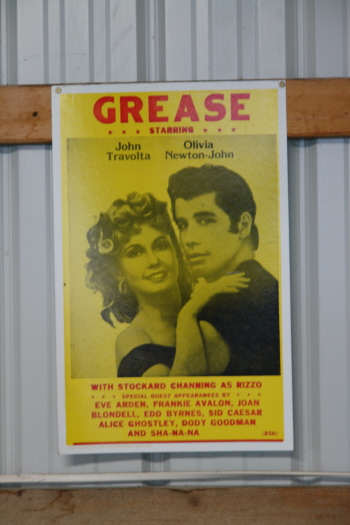 GREASE
* * * STARRING * * *
John Travolta
Olivia Newton-John
WITH STOCKARD CHANNING AS RIZZO
* * * SPECIAL GUEST APPEARANCES BY * * *
EVE ARDEN, FRANKIE AVALON, JOAN
BLONDELL, EDD BYRNES, SID CAESAR
ALICE GHOSTLEY, DODY GOODMAN
AND SHA-NA-NA